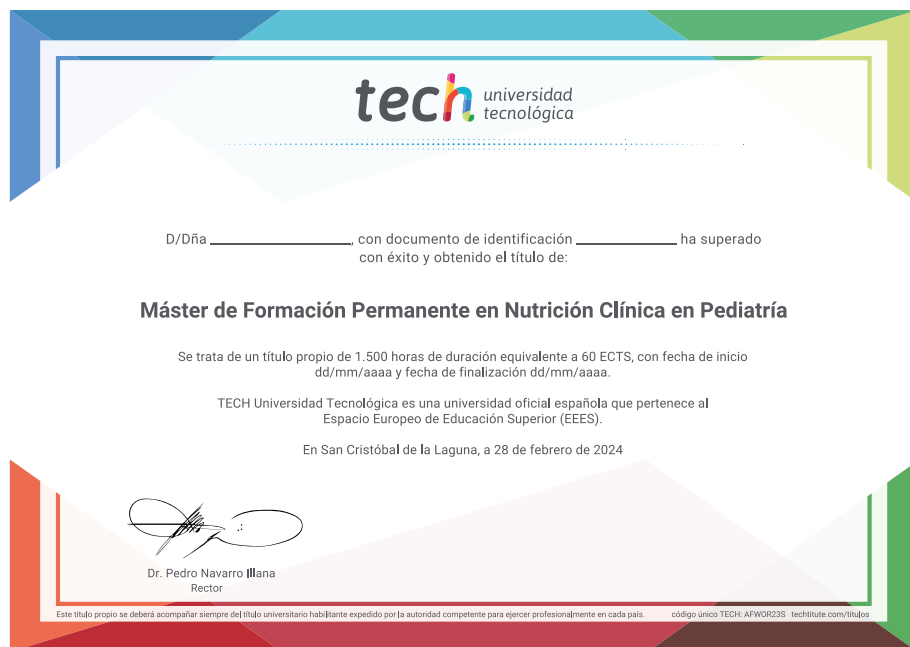 tech universidad
tecnológica
D/Dña ____________________, con documento de identificación ______________ ha superado
con éxito y obtenido el título de:
Máster de Formación Permanente en Nutrición Clínica en Pediatría
Se trata de un título propio de 1.500 horas de duración equivalente a 60 ECTS, con fecha de inicio
dd/mm/aaaa y fecha de finalización dd/mm/aaaa.
TECH Universidad Tecnológica es una universidad oficial española que pertenece al
Espacio Europeo de Educación Superior (EEES).
En San Cristóbal de la Laguna, a 28 de febrero de 2024
Dr. Pedro Navarro Illana
Rector
Este título propio se deberá acompañar siempre del título universitario habilitante expedido por la autoridad competente para ejercer profesionalmente en cada país. código único TECH: AFWOR23S techtitute.com/titulos